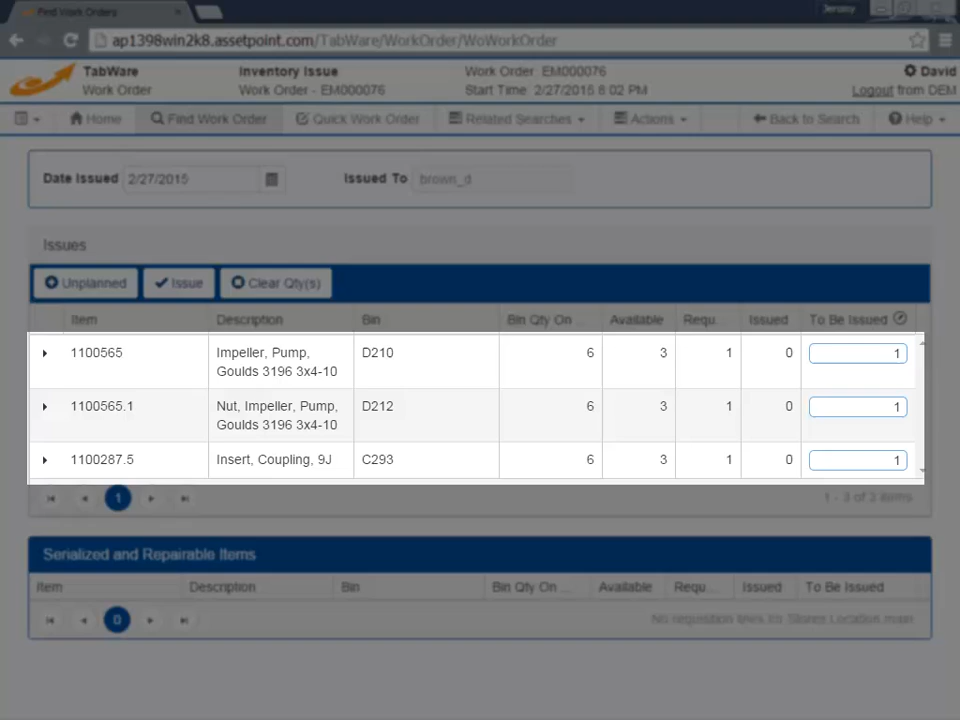 Find Work Orders
Jeremy
ap1398win2k8.assetpoint.com/TabWare/WorkOrder/WoWorkOrder
TabWare Inventory Issue Work Order: EM000076 David
Work Order Work Order - EM000076 Start Time: 2/27/2015 8:02 PM Logout from DEM
Home Find Work Order Quick Work Order Related Searches Actions Back to Search Help
Date Issued 2/27/2015 Issued To brown_d
Issues
Unplanned Issue Clear Qty(s)
Item Description Bin Bin Qty On ... Available Requ... Issued To Be Issued
1100565 Impeller, Pump, D210 6 3 1 0 1
Goulds 3196 3x4-10
1100565.1 Nut, Impeller, Pump, D212 6 3 1 0 1
Goulds 3196 3x4-10
1100287.5 Insert, Coupling, 9J C293 6 3 1 0 1
1 1 - 3 of 3 items
Serialized and Repairable Items
Item Description Bin Bin Qty On ... Available Requ... Issued To Be Issued
0 No requisition lines for Stores Location